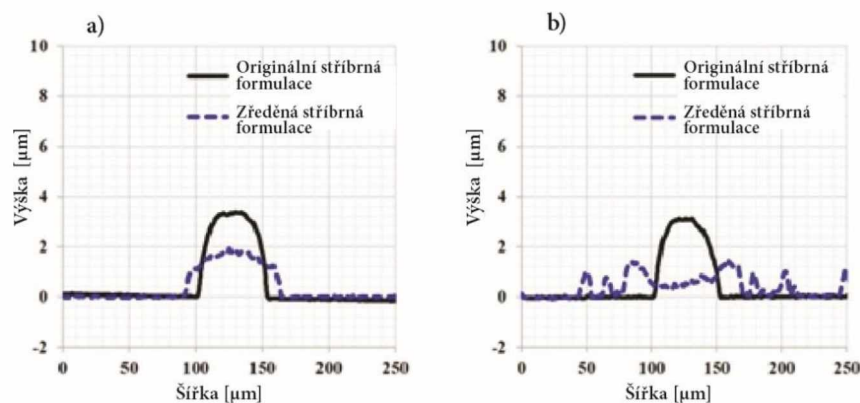 a)
10
8
6
4
2
0
-2
Výška [µm]
Originální stříbrná
formulace
Zředěná stříbrná
formulace
0 50 100 150 200 250
Šířka [µm]
b)
10
8
6
4
2
0
-2
Výška [µm]
Originální stříbrná
formulace
Zředěná stříbrná
formulace
0 50 100 150 200 250
Šířka [µm]